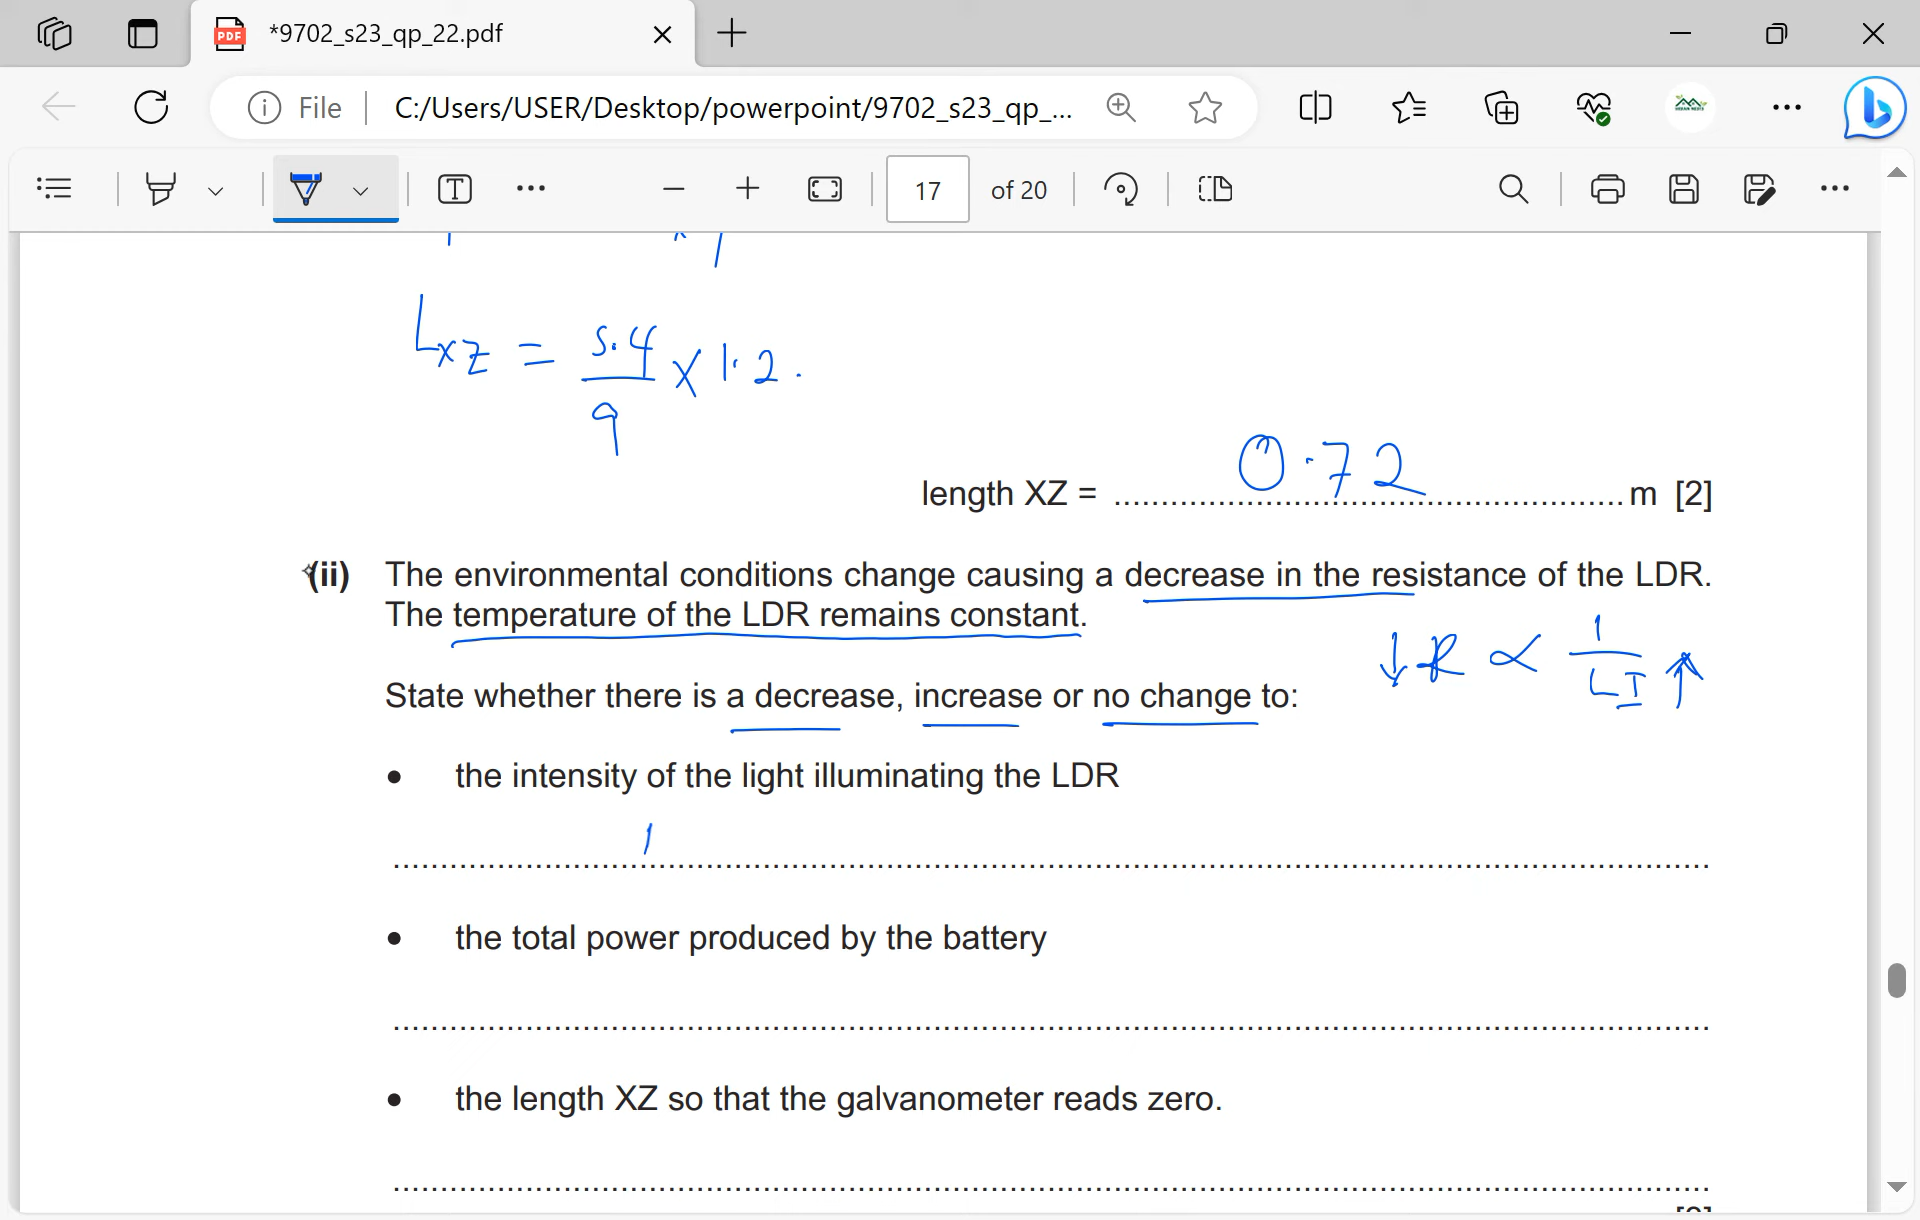 *9702_s23_qp_22.pdf
File C:/Users/USER/Desktop/powerpoint/9702_s23_qp_...
17 of 20
L_XZ = 5.4/9 × 1.2.
0.72
length XZ = ........ m [2]
(ii) The environmental conditions change causing a decrease in the resistance of the LDR.
The temperature of the LDR remains constant.
↓R ∝ 1/LI ↑
State whether there is a decrease, increase or no change to:
• the intensity of the light illuminating the LDR
• the total power produced by the battery
• the length XZ so that the galvanometer reads zero.